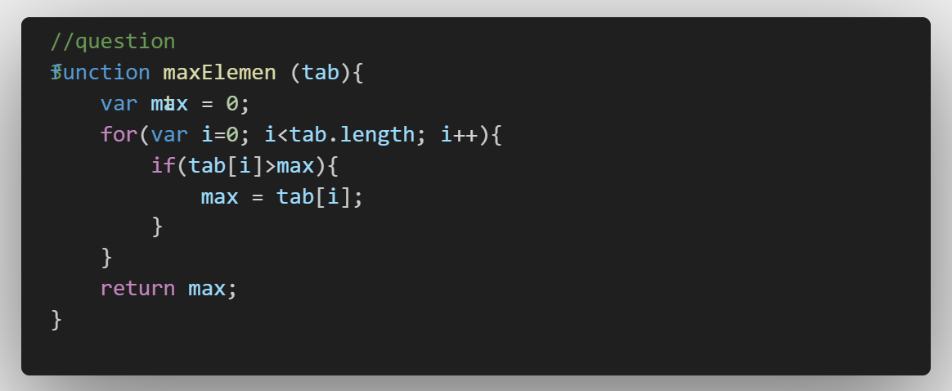 //question
function maxElemen (tab){
    var max = 0;
    for(var i=0; i<tab.length; i++){
        if(tab[i]>max){
            max = tab[i];
        }
    }
    return max;
}